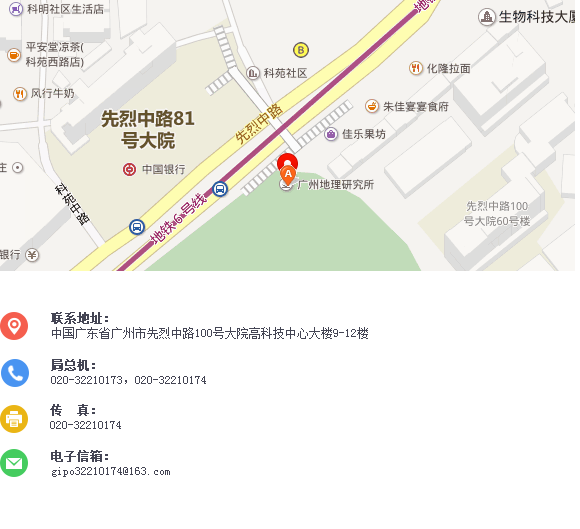 科明社区生活店
地铁
生物科技大厦
平安堂凉茶(
科苑西路店)
B
科苑社区
化隆拉面
风行牛奶
先烈中路81
号大院
先烈中路
朱佳宴宴食府
佳乐果坊
中国银行
庄
A
广州地理研究所
科苑中路
先烈中路100
号大院60号楼
地铁6号线
银行
联系地址:
中国广东省广州市先烈中路100号大院高科技中心大楼9-12楼
局总机:
020-32210173, 020-32210174
传 真:
020-32210174
电子信箱:
gipo32210174@163.com